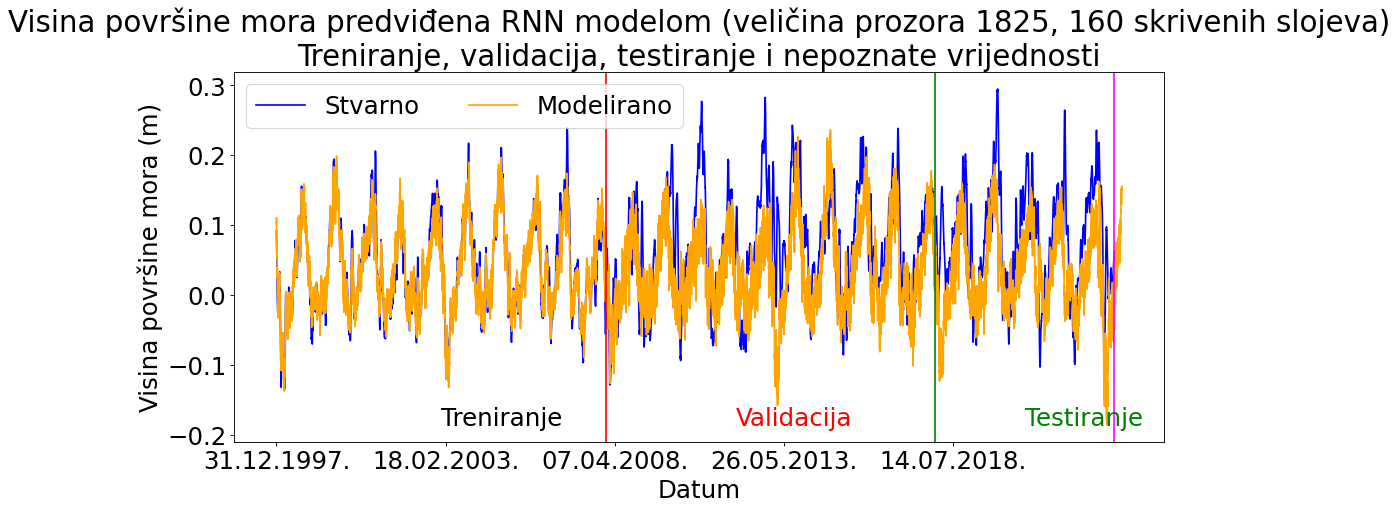 Visina površine mora predviđena RNN modelom (veličina prozora 1825, 160 skrivenih slojeva)
Treniranje, validacija, testiranje i nepoznate vrijednosti
Stvarno
Modelirano
Visina površine mora (m)
0.3
0.2
0.1
0.0
−0.1
−0.2
Treniranje
Validacija
Testiranje
31.12.1997.
18.02.2003.
07.04.2008.
26.05.2013.
14.07.2018.
Datum